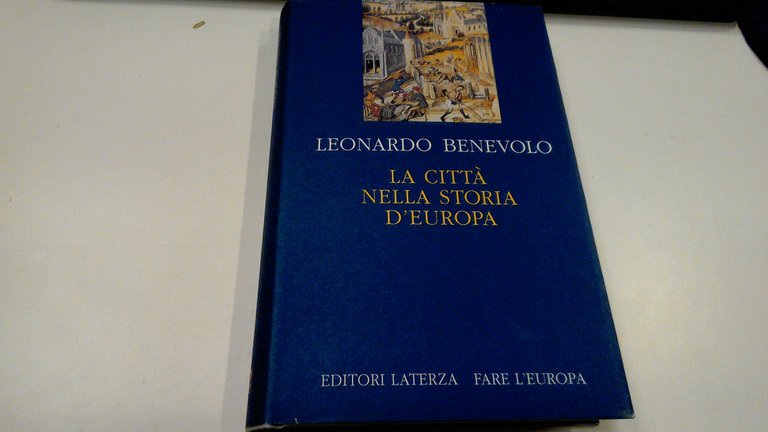 LEONARDO BENEVOLO
LA CITTÀ
NELLA STORIA
D'EUROPA
EDITORI LATERZA FARE L'EUROPA